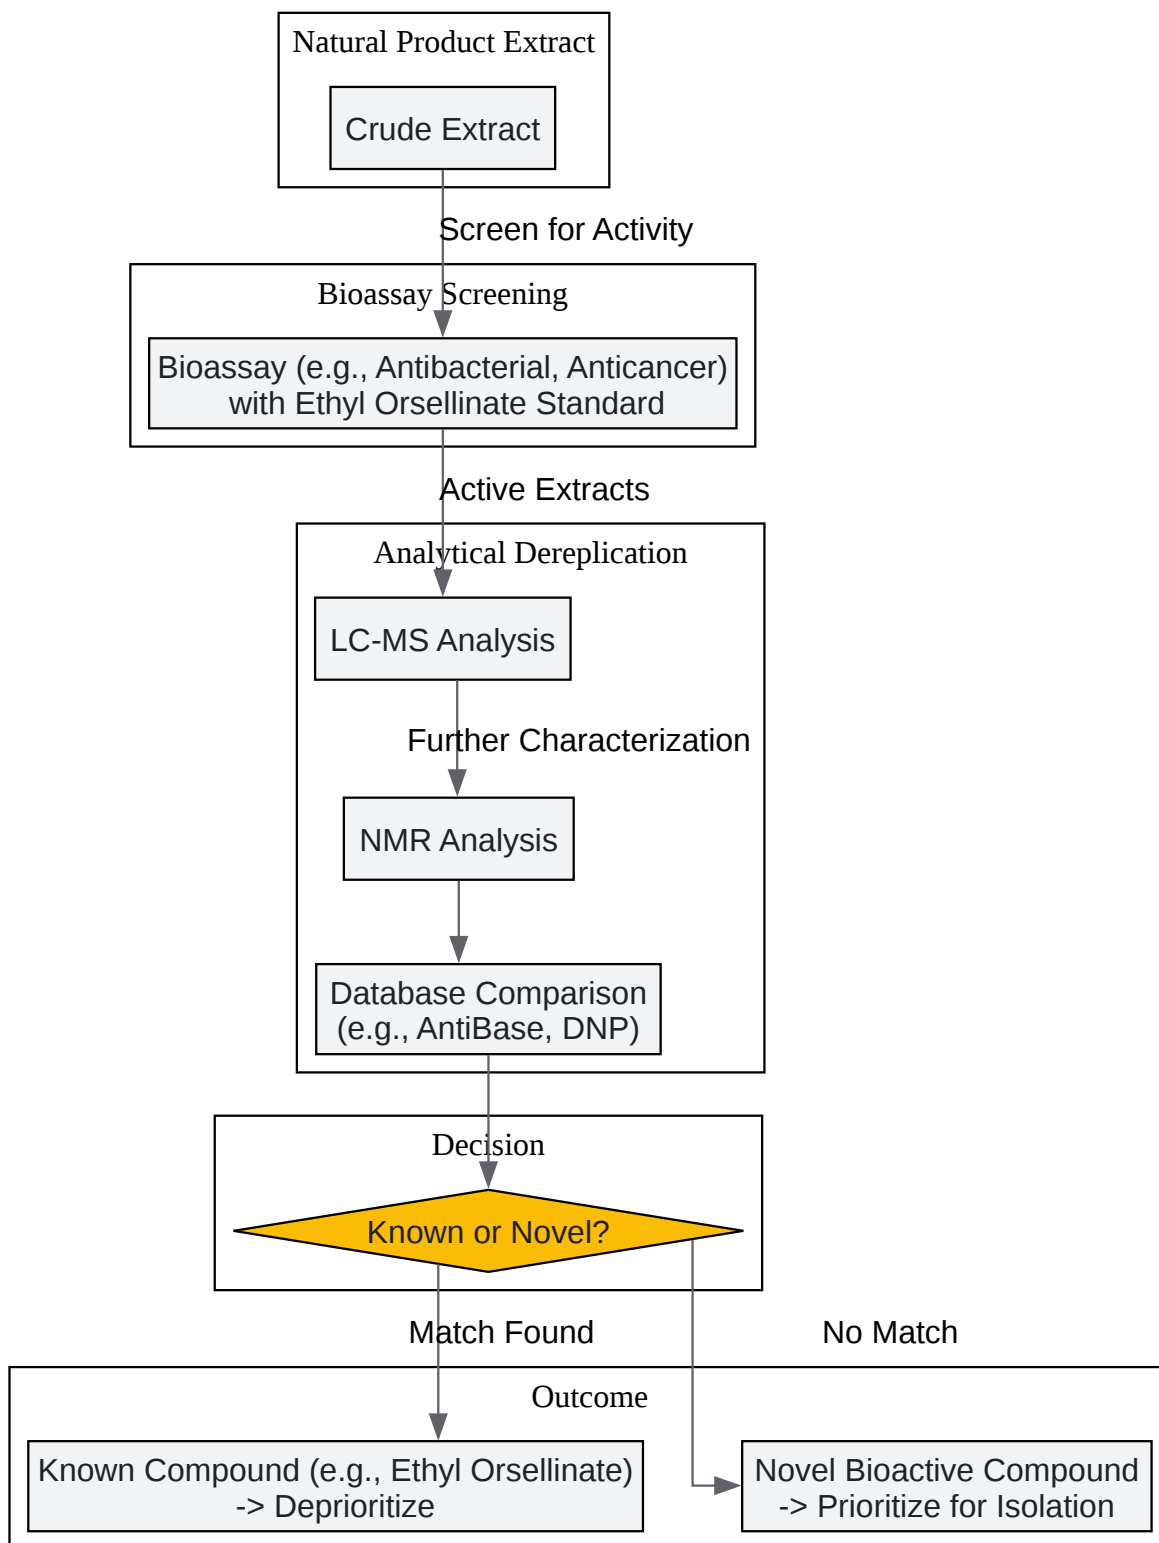 Natural Product Extract
Crude Extract
Screen for Activity
Bioassay Screening
Bioassay (e.g., Antibacterial, Anticancer)
with Ethyl Orsellinate Standard
Active Extracts
Analytical Dereplication
LC-MS Analysis
Further Characterization
NMR Analysis
Database Comparison
(e.g., AntiBase, DNP)
Decision
Known or Novel?
Match Found
No Match
Outcome
Known Compound (e.g., Ethyl Orsellinate)
-> Deprioritize
Novel Bioactive Compound
-> Prioritize for Isolation